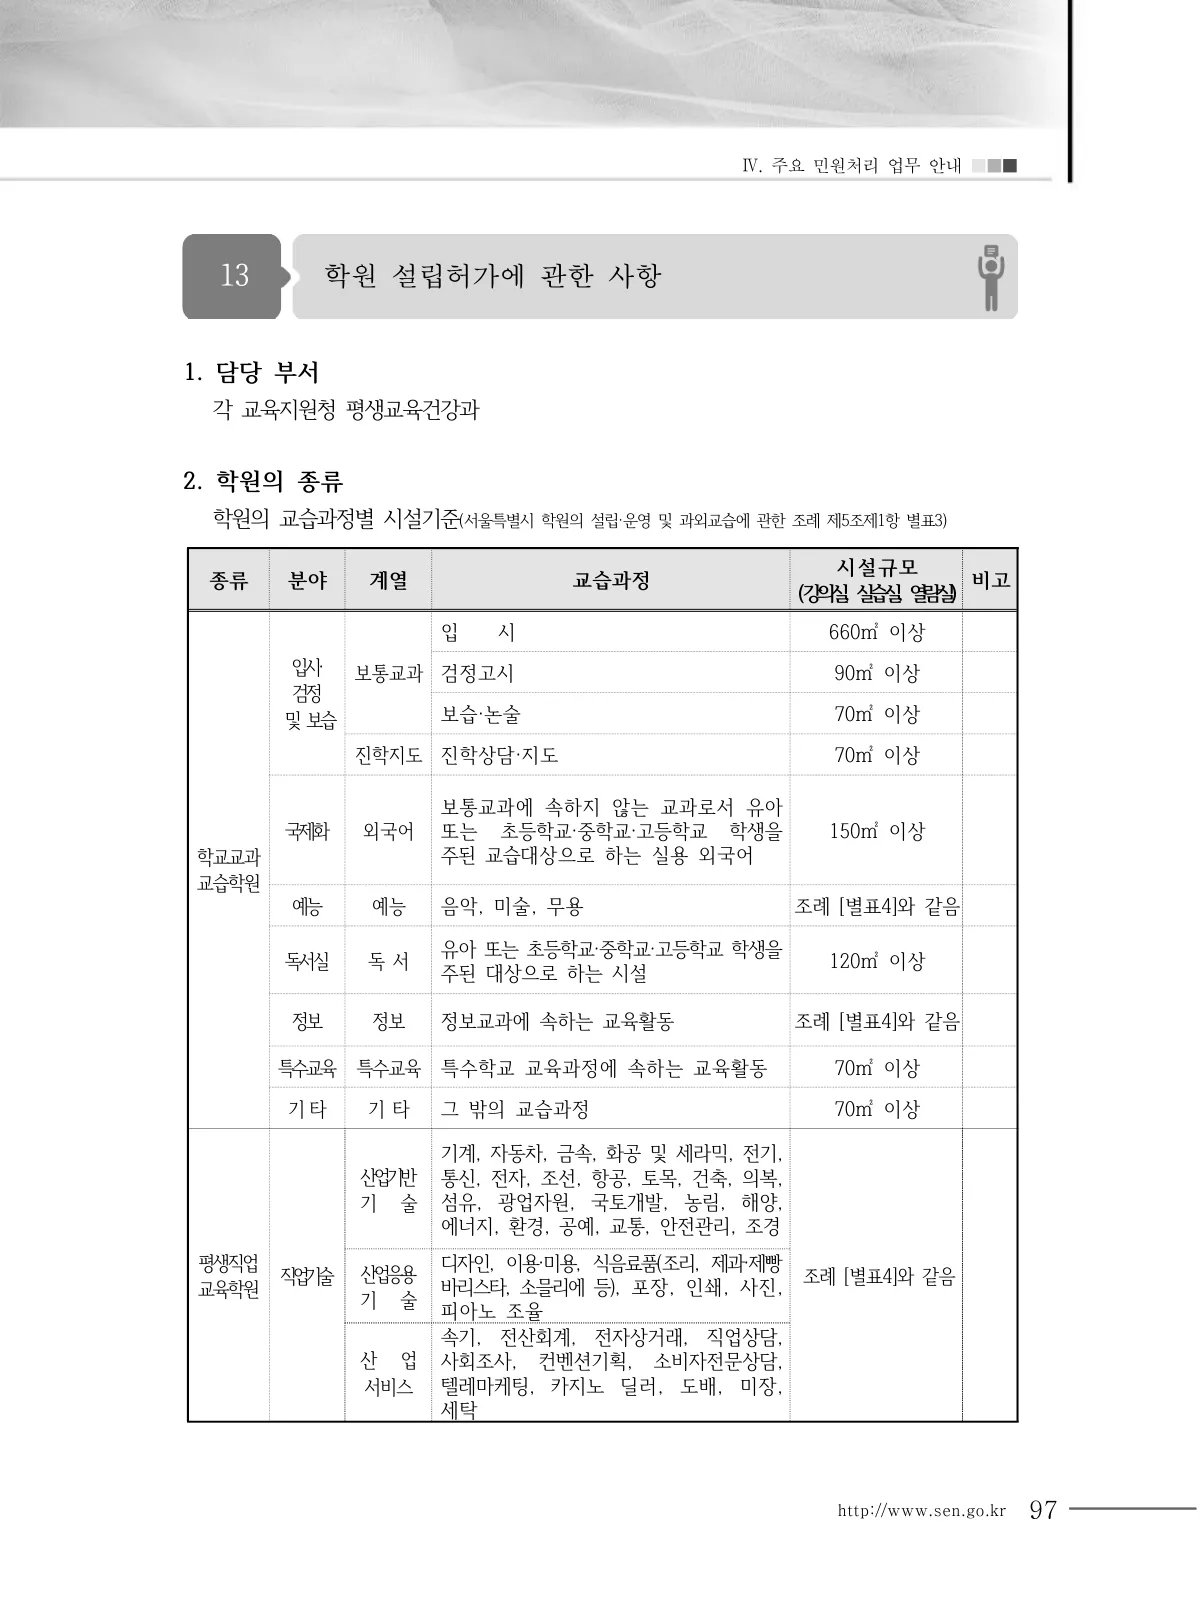 Ⅳ. 주요 민원처리 업무 안내
13
학원 설립허가에 관한 사항
1. 담당 부서
각 교육지원청 평생교육건강과
2. 학원의 종류
학원의 교습과정별 시설기준(서울특별시 학원의 설립·운영 및 과외교습에 관한 조례 제5조제1항 별표3)
종류 분야 계열 교습과정 시설규모 비고
(강의실, 실습실, 열람실)
학교교과
교습학원
입시·
검정
및 보습
보통교과
입 시 660㎡ 이상
검정고시 90㎡ 이상
보습·논술 70㎡ 이상
진학지도 진학상담·지도 70㎡ 이상
국제화 외국어
보통교과에 속하지 않는 교과로서 유아
또는 초등학교·중학교·고등학교 학생을
주된 교습대상으로 하는 실용 외국어
150㎡ 이상
예능 예능 음악, 미술, 무용 조례 [별표4]와 같음
독서실 독 서
유아 또는 초등학교·중학교·고등학교 학생을
주된 대상으로 하는 시설
120㎡ 이상
정보 정보 정보교과에 속하는 교육활동 조례 [별표4]와 같음
특수교육 특수교육 특수학교 교육과정에 속하는 교육활동 70㎡ 이상
기 타 기 타 그 밖의 교습과정 70㎡ 이상
평생직업
교육학원
직업기술
산업기반
기 술
기계, 자동차, 금속, 화공 및 세라믹, 전기,
통신, 전자, 조선, 항공, 토목, 건축, 의복,
섬유, 광업자원, 국토개발, 농림, 해양,
에너지, 환경, 공예, 교통, 안전관리, 조경
산업응용
기 술
디자인, 이용·미용, 식음료품(조리, 제과·제빵
바리스타, 소믈리에 등), 포장, 인쇄, 사진,
피아노 조율
조례 [별표4]와 같음
산 업
서비스
속기, 전산회계, 전자상거래, 직업상담,
사회조사, 컨벤션기획, 소비자전문상담,
텔레마케팅, 카지노 딜러, 도배, 미장,
세탁
http://www.sen.go.kr 97